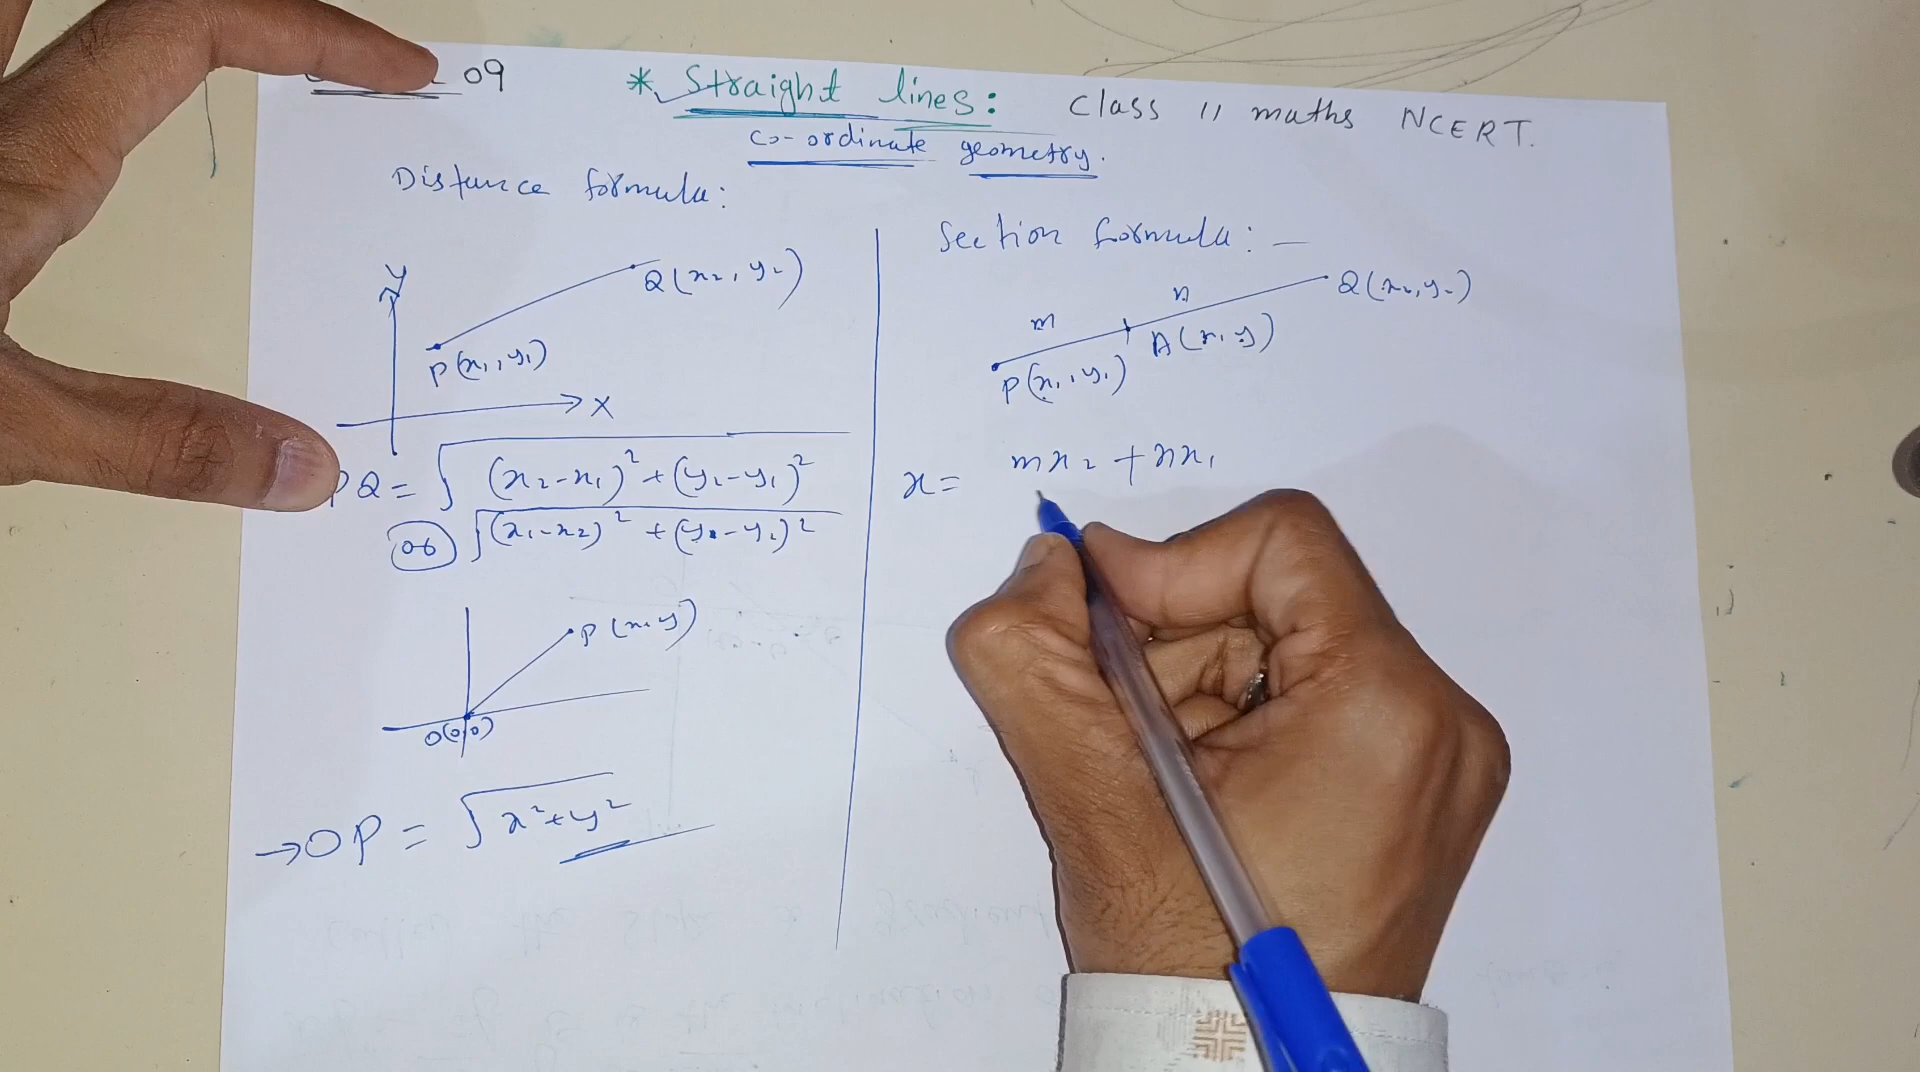 09
* Straight lines: Class 11 maths NCERT.
Co-ordinate geometry.
Distance formula:
Y
Q(x₂, y₂)
P(x₁, y₁)
X
PQ = √(x₂-x₁)² + (y₂-y₁)²
or √(x₁-x₂)² + (y₁-y₂)²
P(x,y)
O(0,0)
→OP = √x²+y²
Section formula: —
m
n
Q(x₂,y₂)
A(x,y)
P(x₁,y₁)
x = mx₂ + nx₁